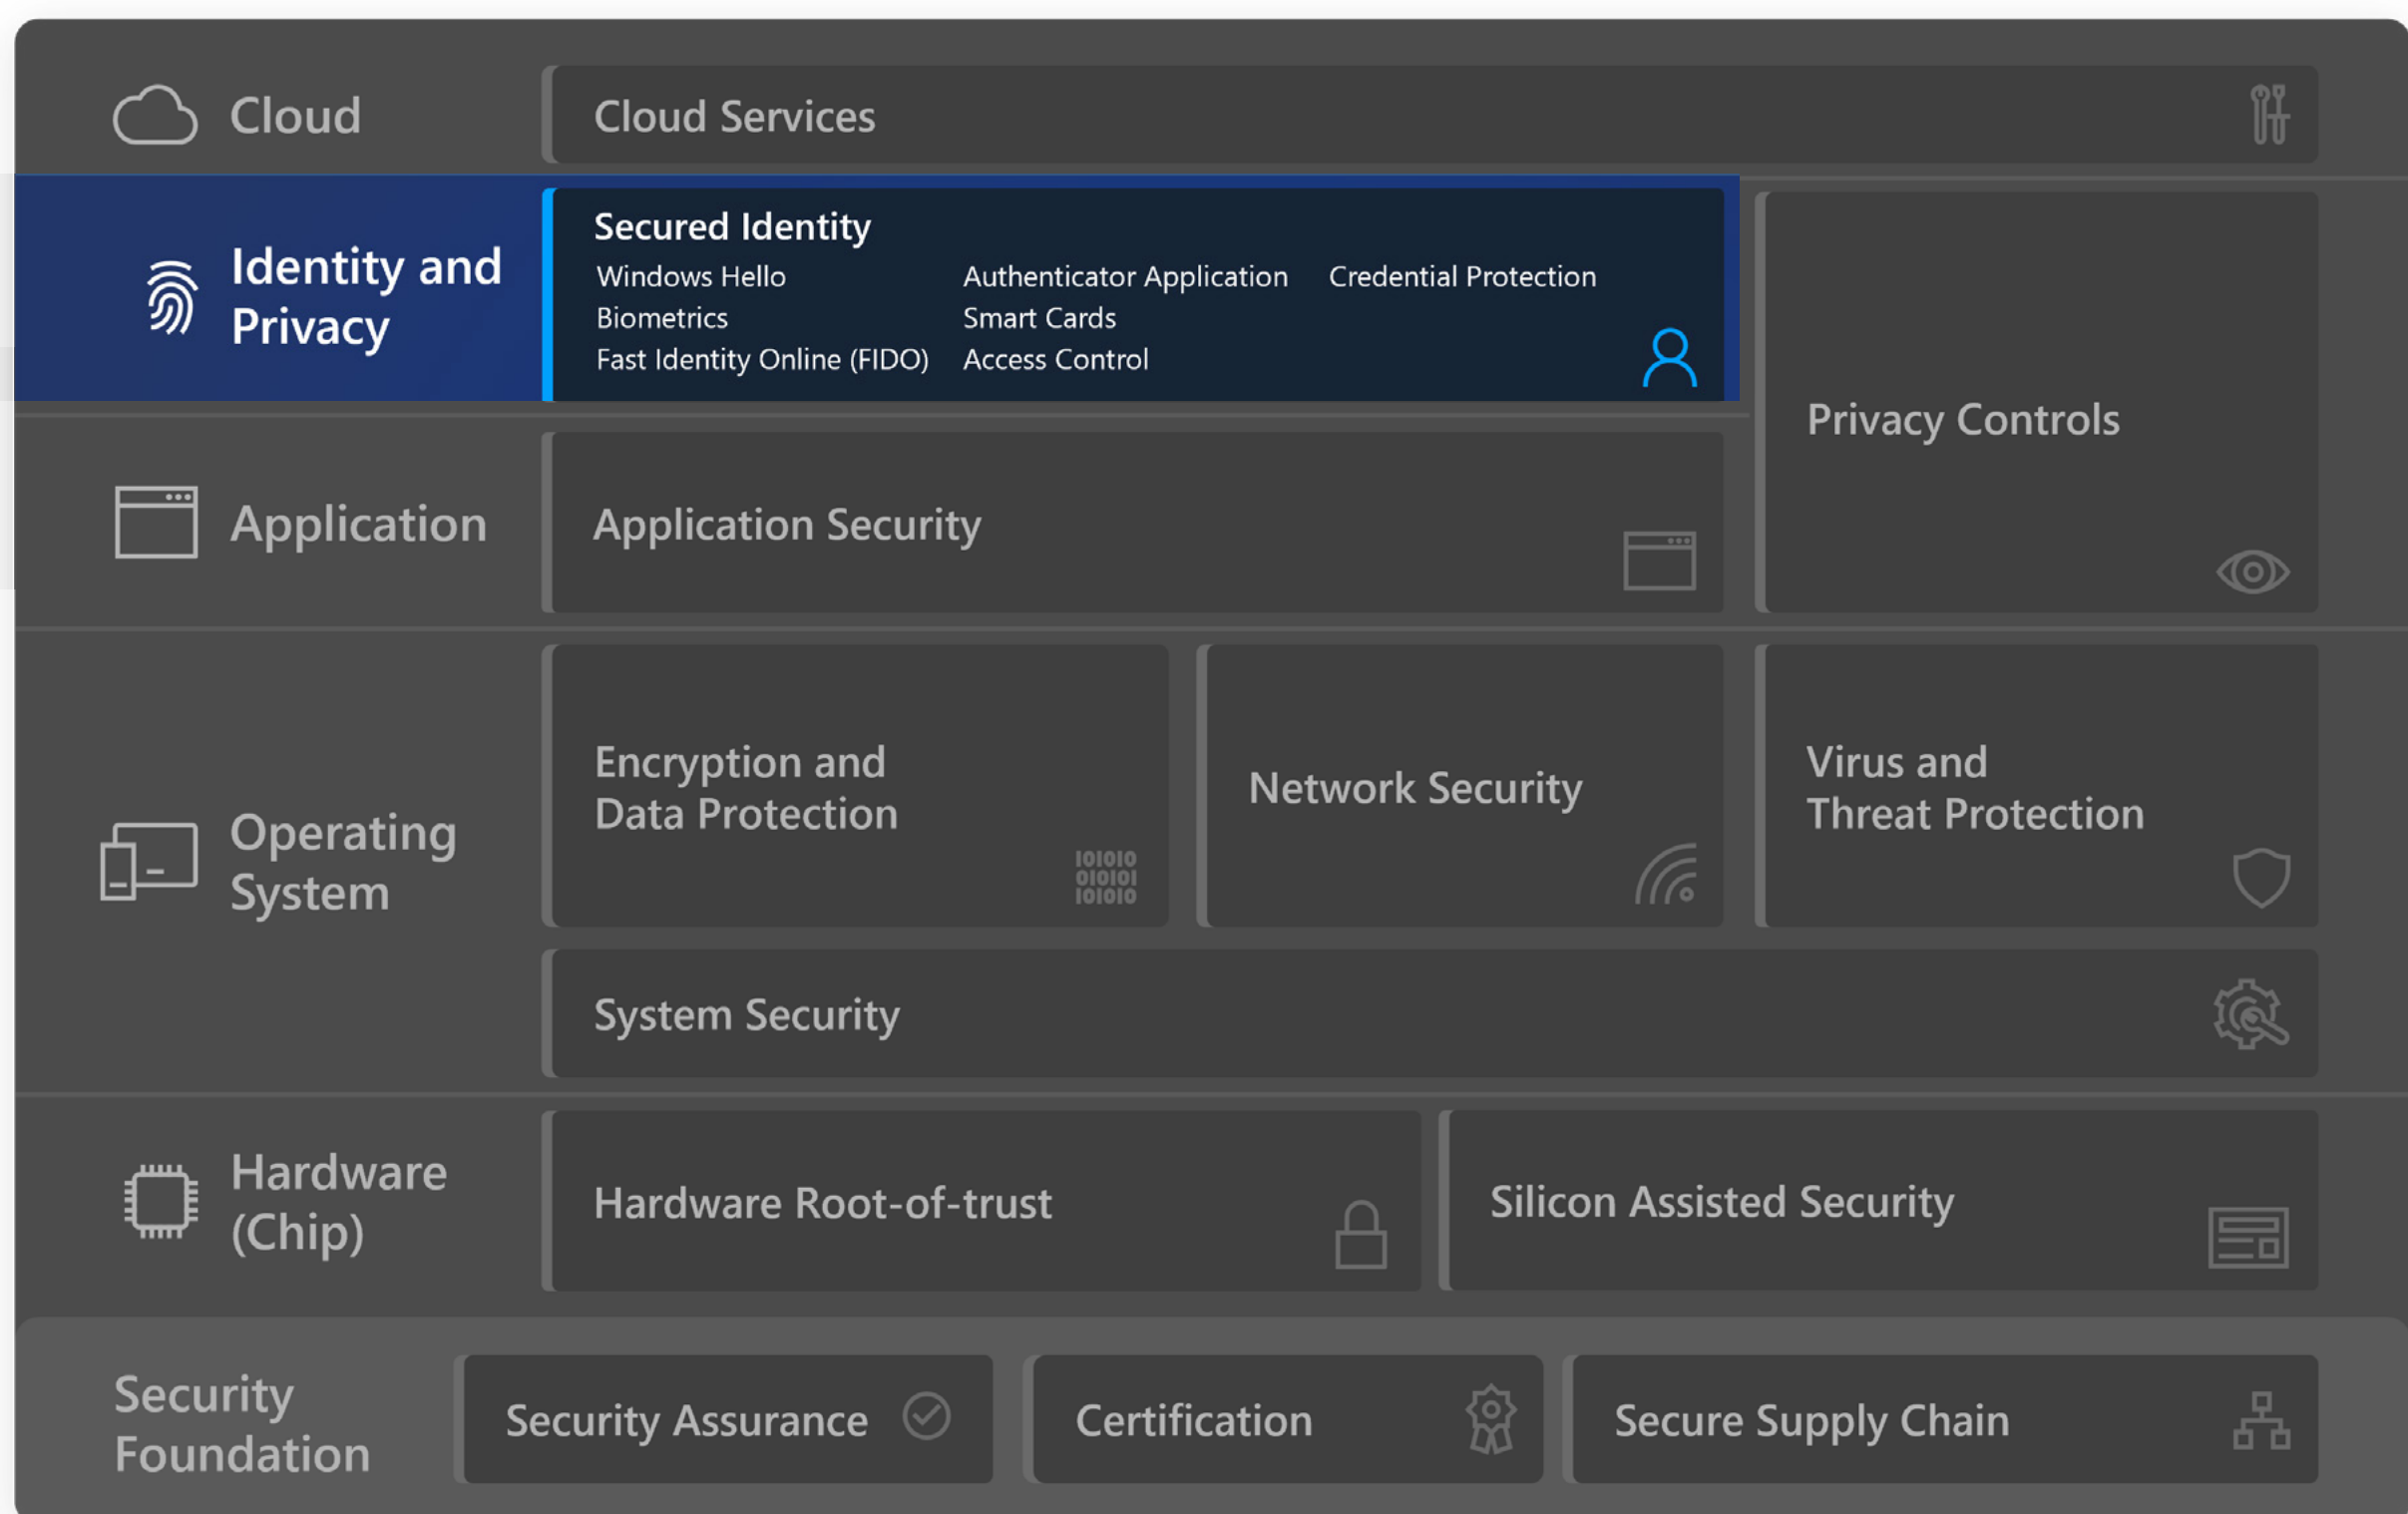 Cloud
Cloud Services
Identity and
Privacy
Secured Identity
Windows Hello
Biometrics
Fast Identity Online (FIDO)
Authenticator Application
Smart Cards
Access Control
Credential Protection
Privacy Controls
Application
Application Security
Operating
System
Encryption and
Data Protection
101010
010101
101010
Network Security
Virus and
Threat Protection
System Security
Hardware
(Chip)
Hardware Root-of-trust
Silicon Assisted Security
Security
Foundation
Security Assurance
Certification
Secure Supply Chain